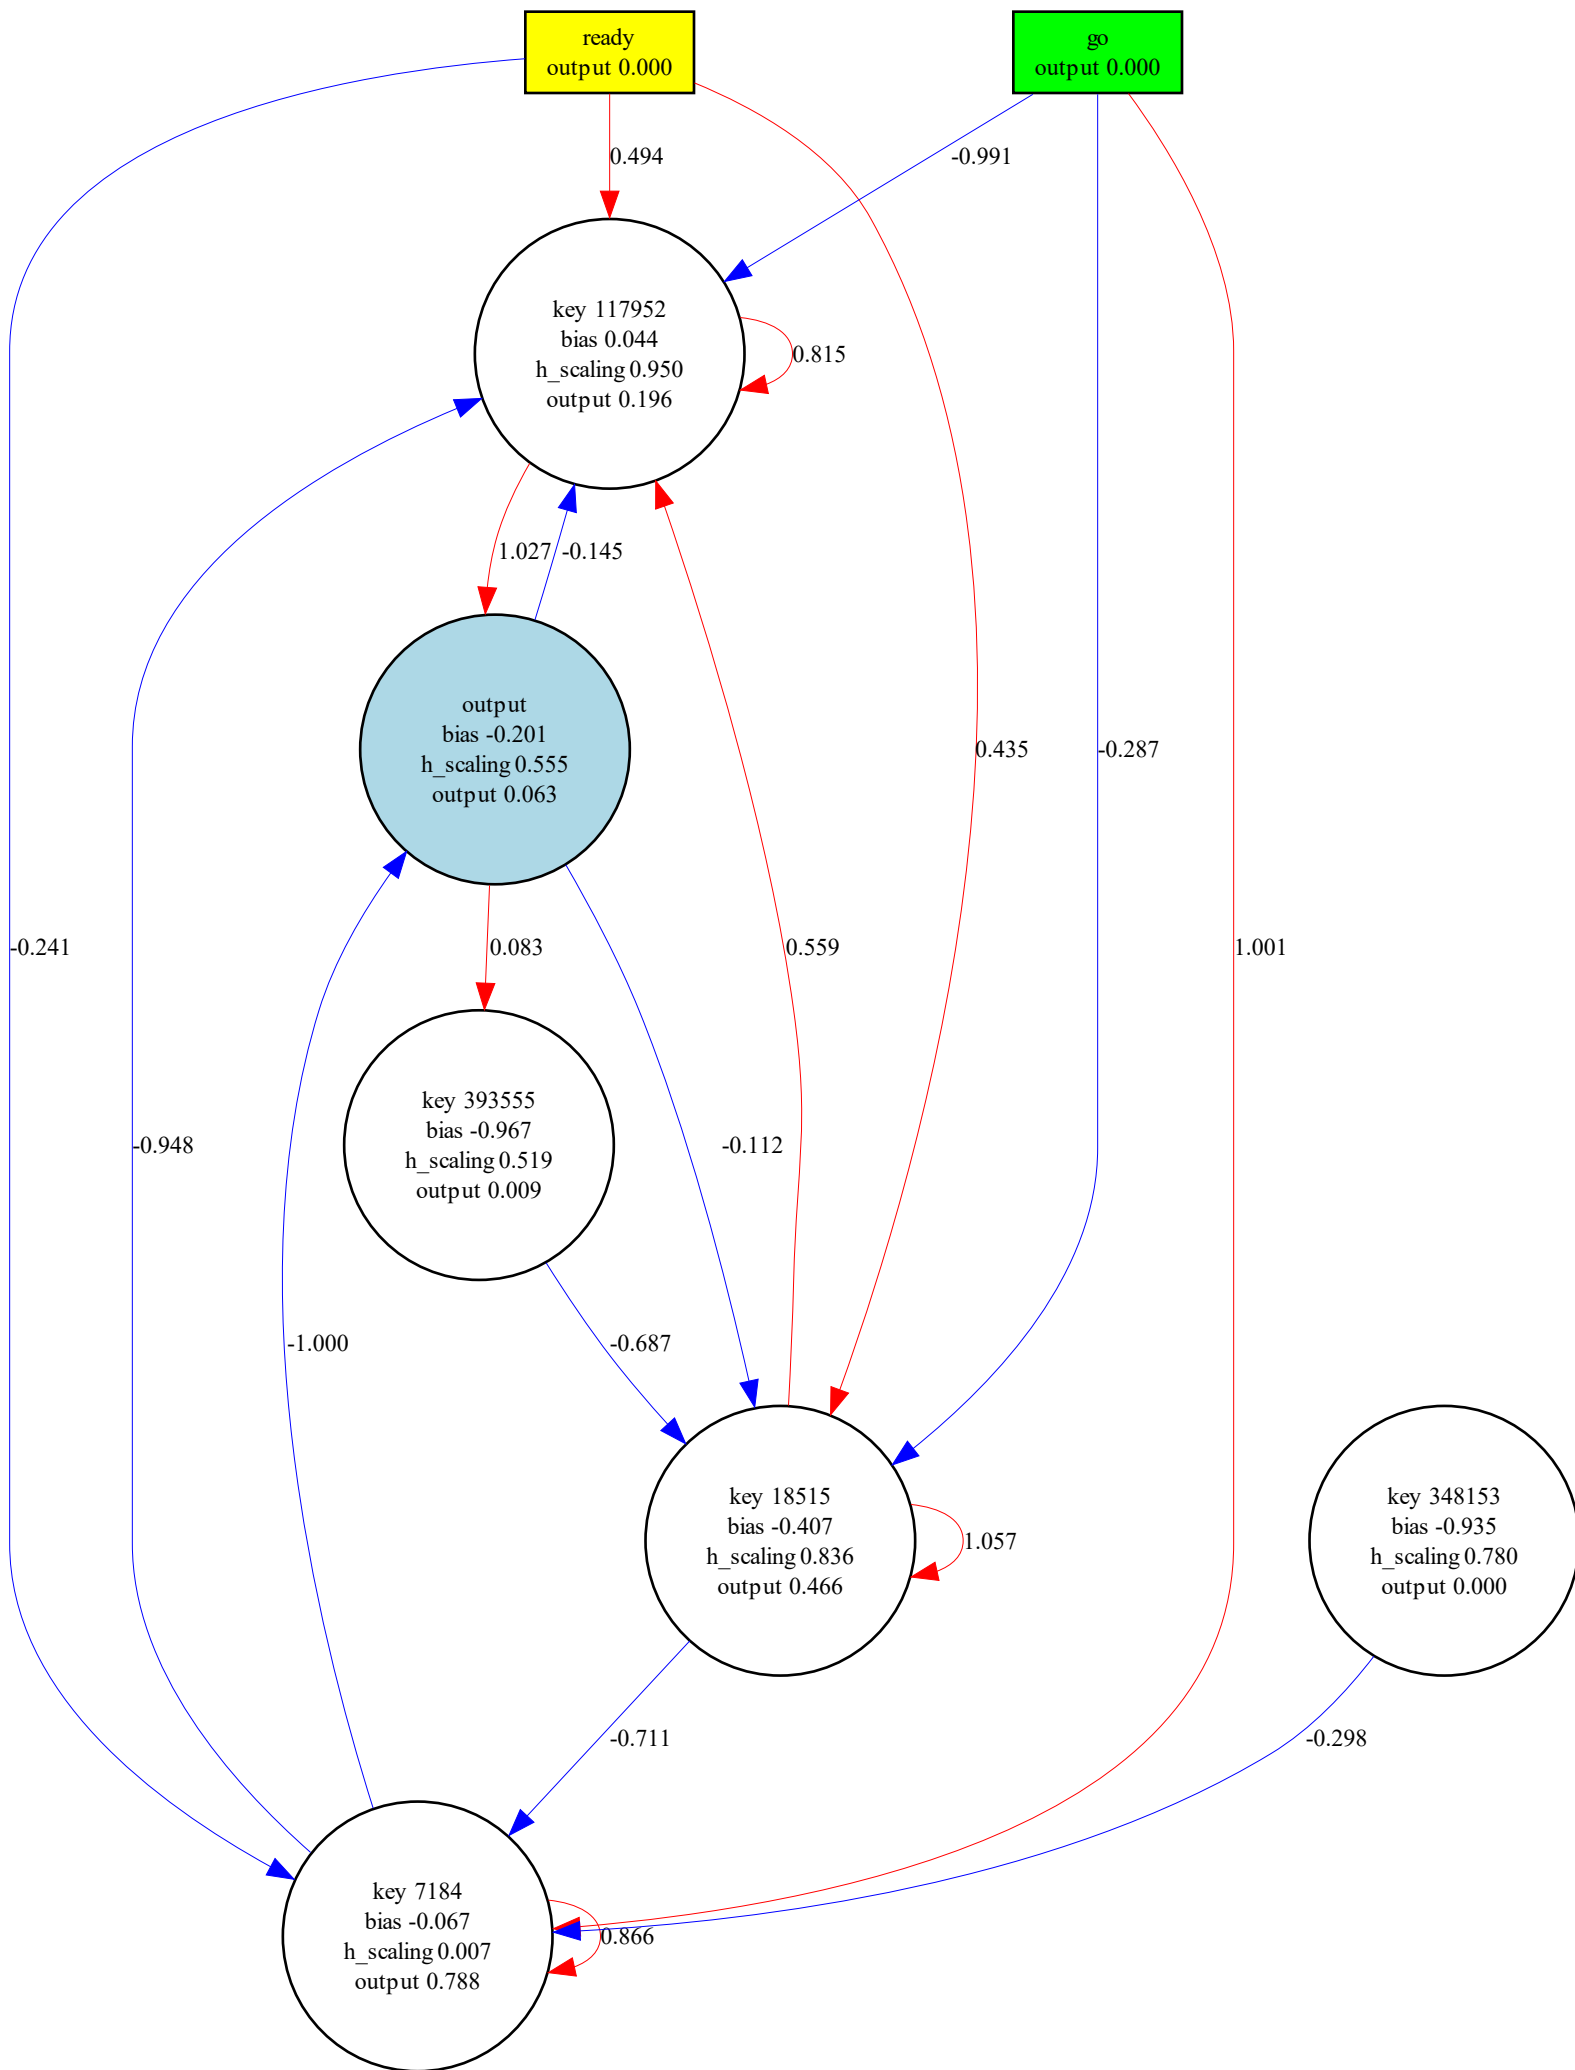 ready
output 0.000
go
output 0.000
0.494
-0.991
key 117952
bias 0.044
h_scaling 0.950
output 0.196
0.815
1.027
-0.145
output
bias -0.201
h_scaling 0.555
output 0.063
0.435
-0.287
-0.241
0.083
0.559
1.001
key 393555
bias -0.967
h_scaling 0.519
output 0.009
-0.948
-0.112
-1.000
-0.687
key 18515
bias -0.407
h_scaling 0.836
output 0.466
1.057
key 348153
bias -0.935
h_scaling 0.780
output 0.000
-0.711
-0.298
key 7184
bias -0.067
h_scaling 0.007
output 0.788
0.866